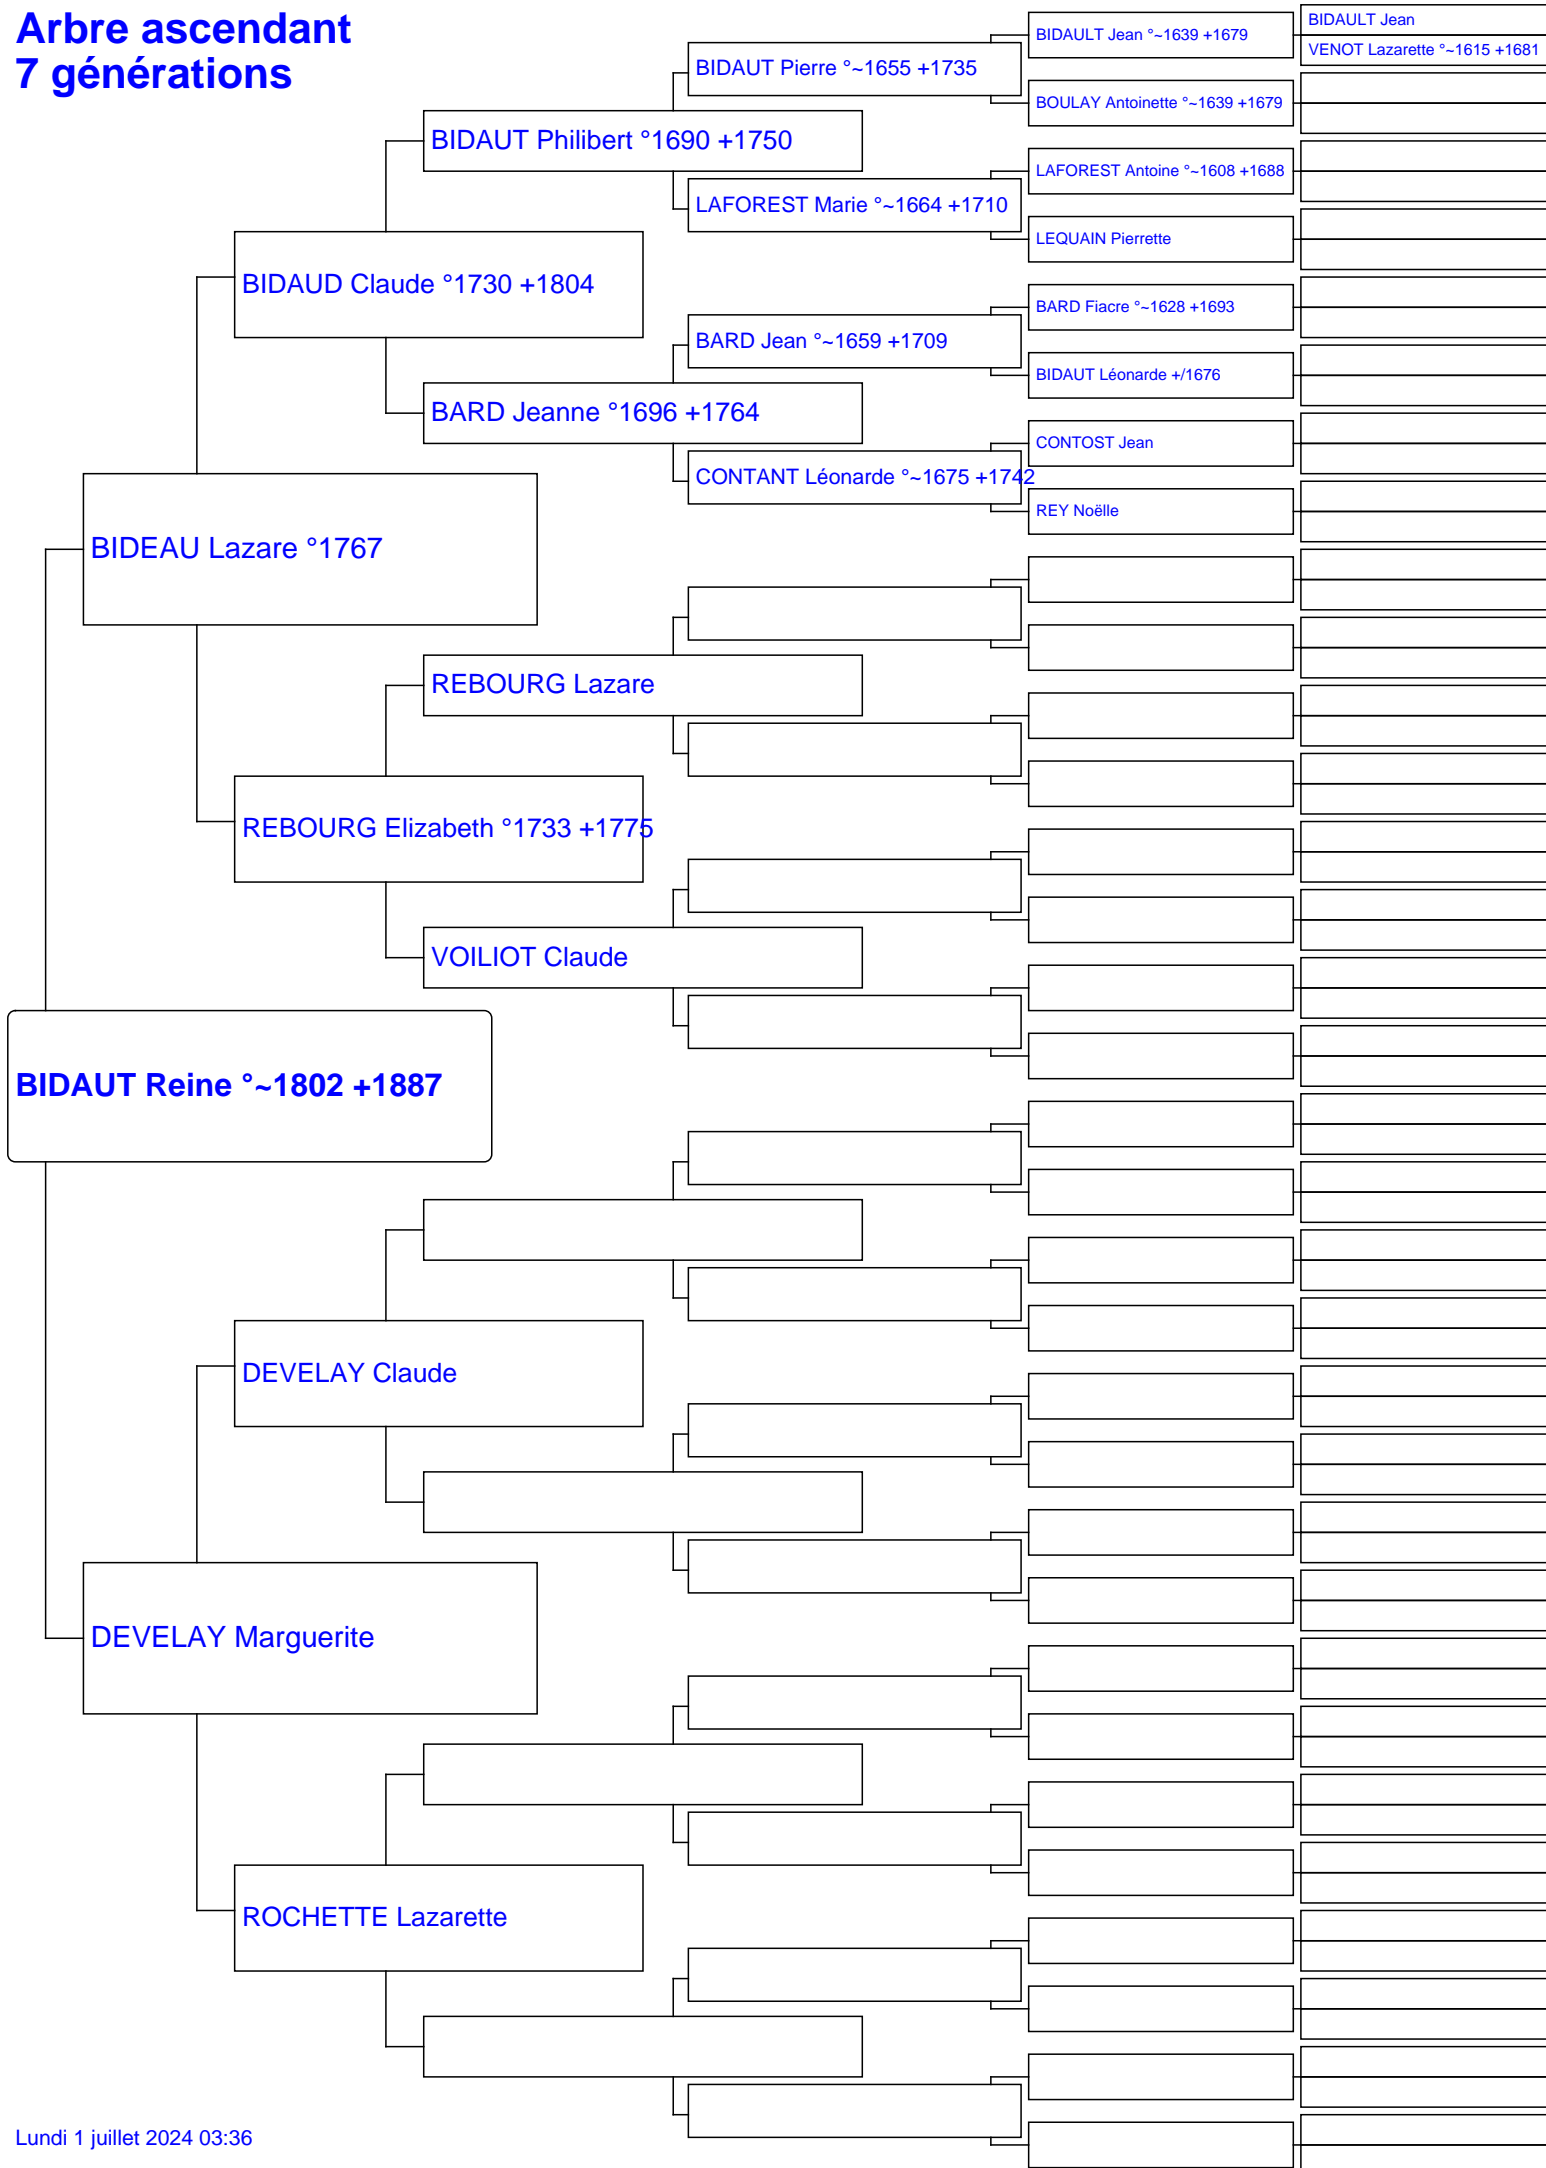 Arbre ascendant
7 générations
BIDAULT Jean
BIDAULT Jean °~1639 +1679
VENOT Lazarette °~1615 +1681
BIDAUT Pierre °~1655 +1735
BOULAY Antoinette °~1639 +1679
BIDAUT Philibert °1690 +1750
LAFOREST Antoine °~1608 +1688
LAFOREST Marie °~1664 +1710
LEQUAIN Pierrette
BIDAUD Claude °1730 +1804
BARD Fiacre °~1628 +1693
BARD Jean °~1659 +1709
BIDAUT Léonarde +/1676
BARD Jeanne °1696 +1764
CONTOST Jean
CONTANT Léonarde °~1675 +1742
REY Noëlle
BIDEAU Lazare °1767
REBOURG Lazare
REBOURG Elizabeth °1733 +1775
VOILIOT Claude
BIDAUT Reine °~1802 +1887
DEVELAY Claude
DEVELAY Marguerite
ROCHETTE Lazarette
Lundi 1 juillet 2024 03:36